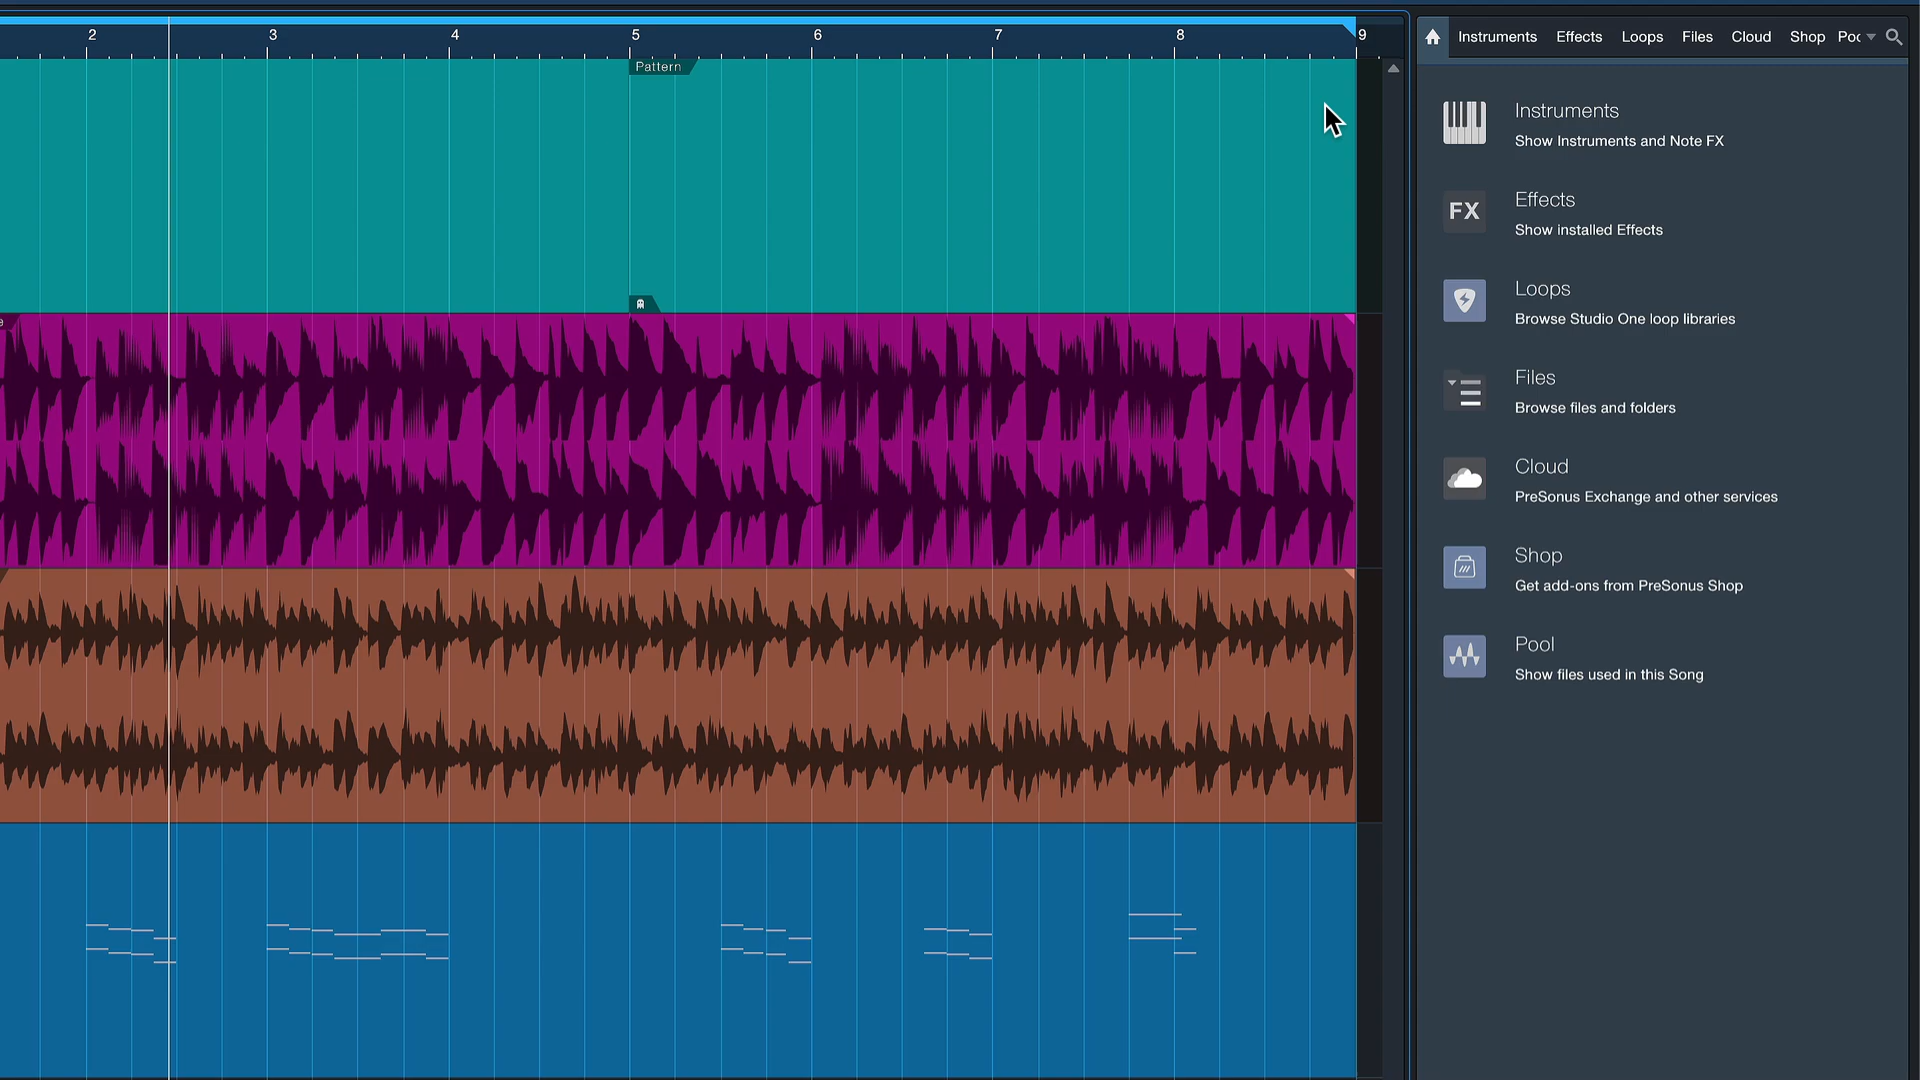 2 3 4 5 6 7 8 9
Instruments Effects Loops Files Cloud Shop
Pattern
Instruments
Show Instruments and Note FX
FX
Effects
Show installed Effects
Loops
Browse Studio One loop libraries
Files
Browse files and folders
Cloud
PreSonus Exchange and other services
Shop
Get add-ons from PreSonus Shop
Pool
Show files used in this Song